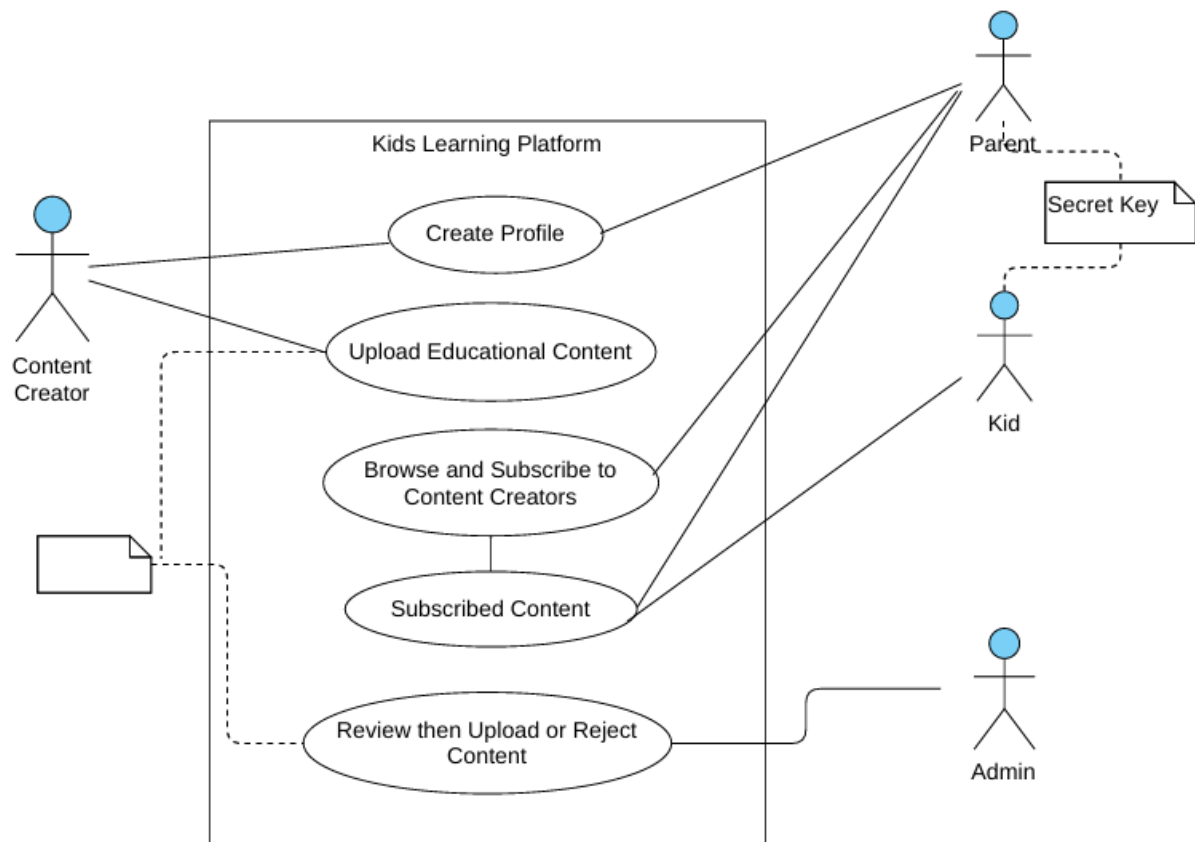 Parent
Kids Learning Platform
Secret Key
Create Profile
Content
Creator
Upload Educational Content
Kid
Browse and Subscribe to
Content Creators
Subscribed Content
Review then Upload or Reject
Content
Admin